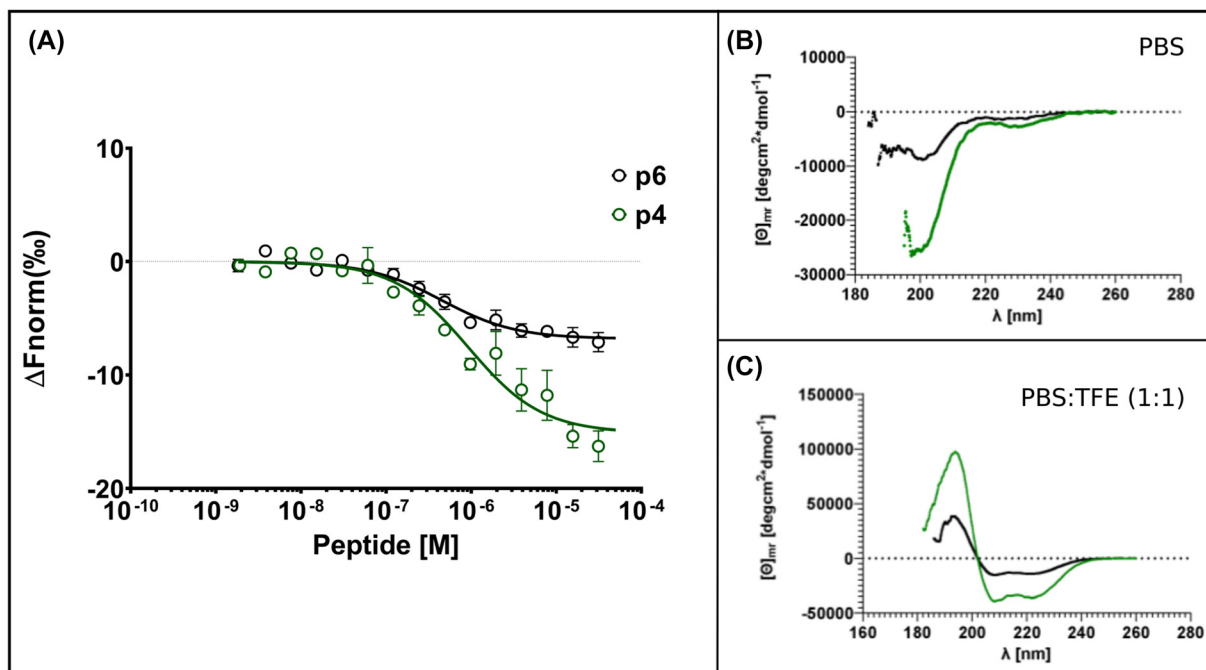 (A)
10
0
-10
-20
ΔFnorm(‰)
p6
p4
10-10 10-9 10-8 10-7 10-6 10-5 10-4
Peptide [M]
(B)
PBS
10000
0
-10000
-20000
-30000
[Θ]mr [degcm2*dmol-1]
180 200 220 240 260 280
λ [nm]
(C)
PBS:TFE (1:1)
150000
100000
50000
0
-50000
[Θ]mr [degcm2*dmol-1]
160 180 200 220 240 260 280
λ [nm]